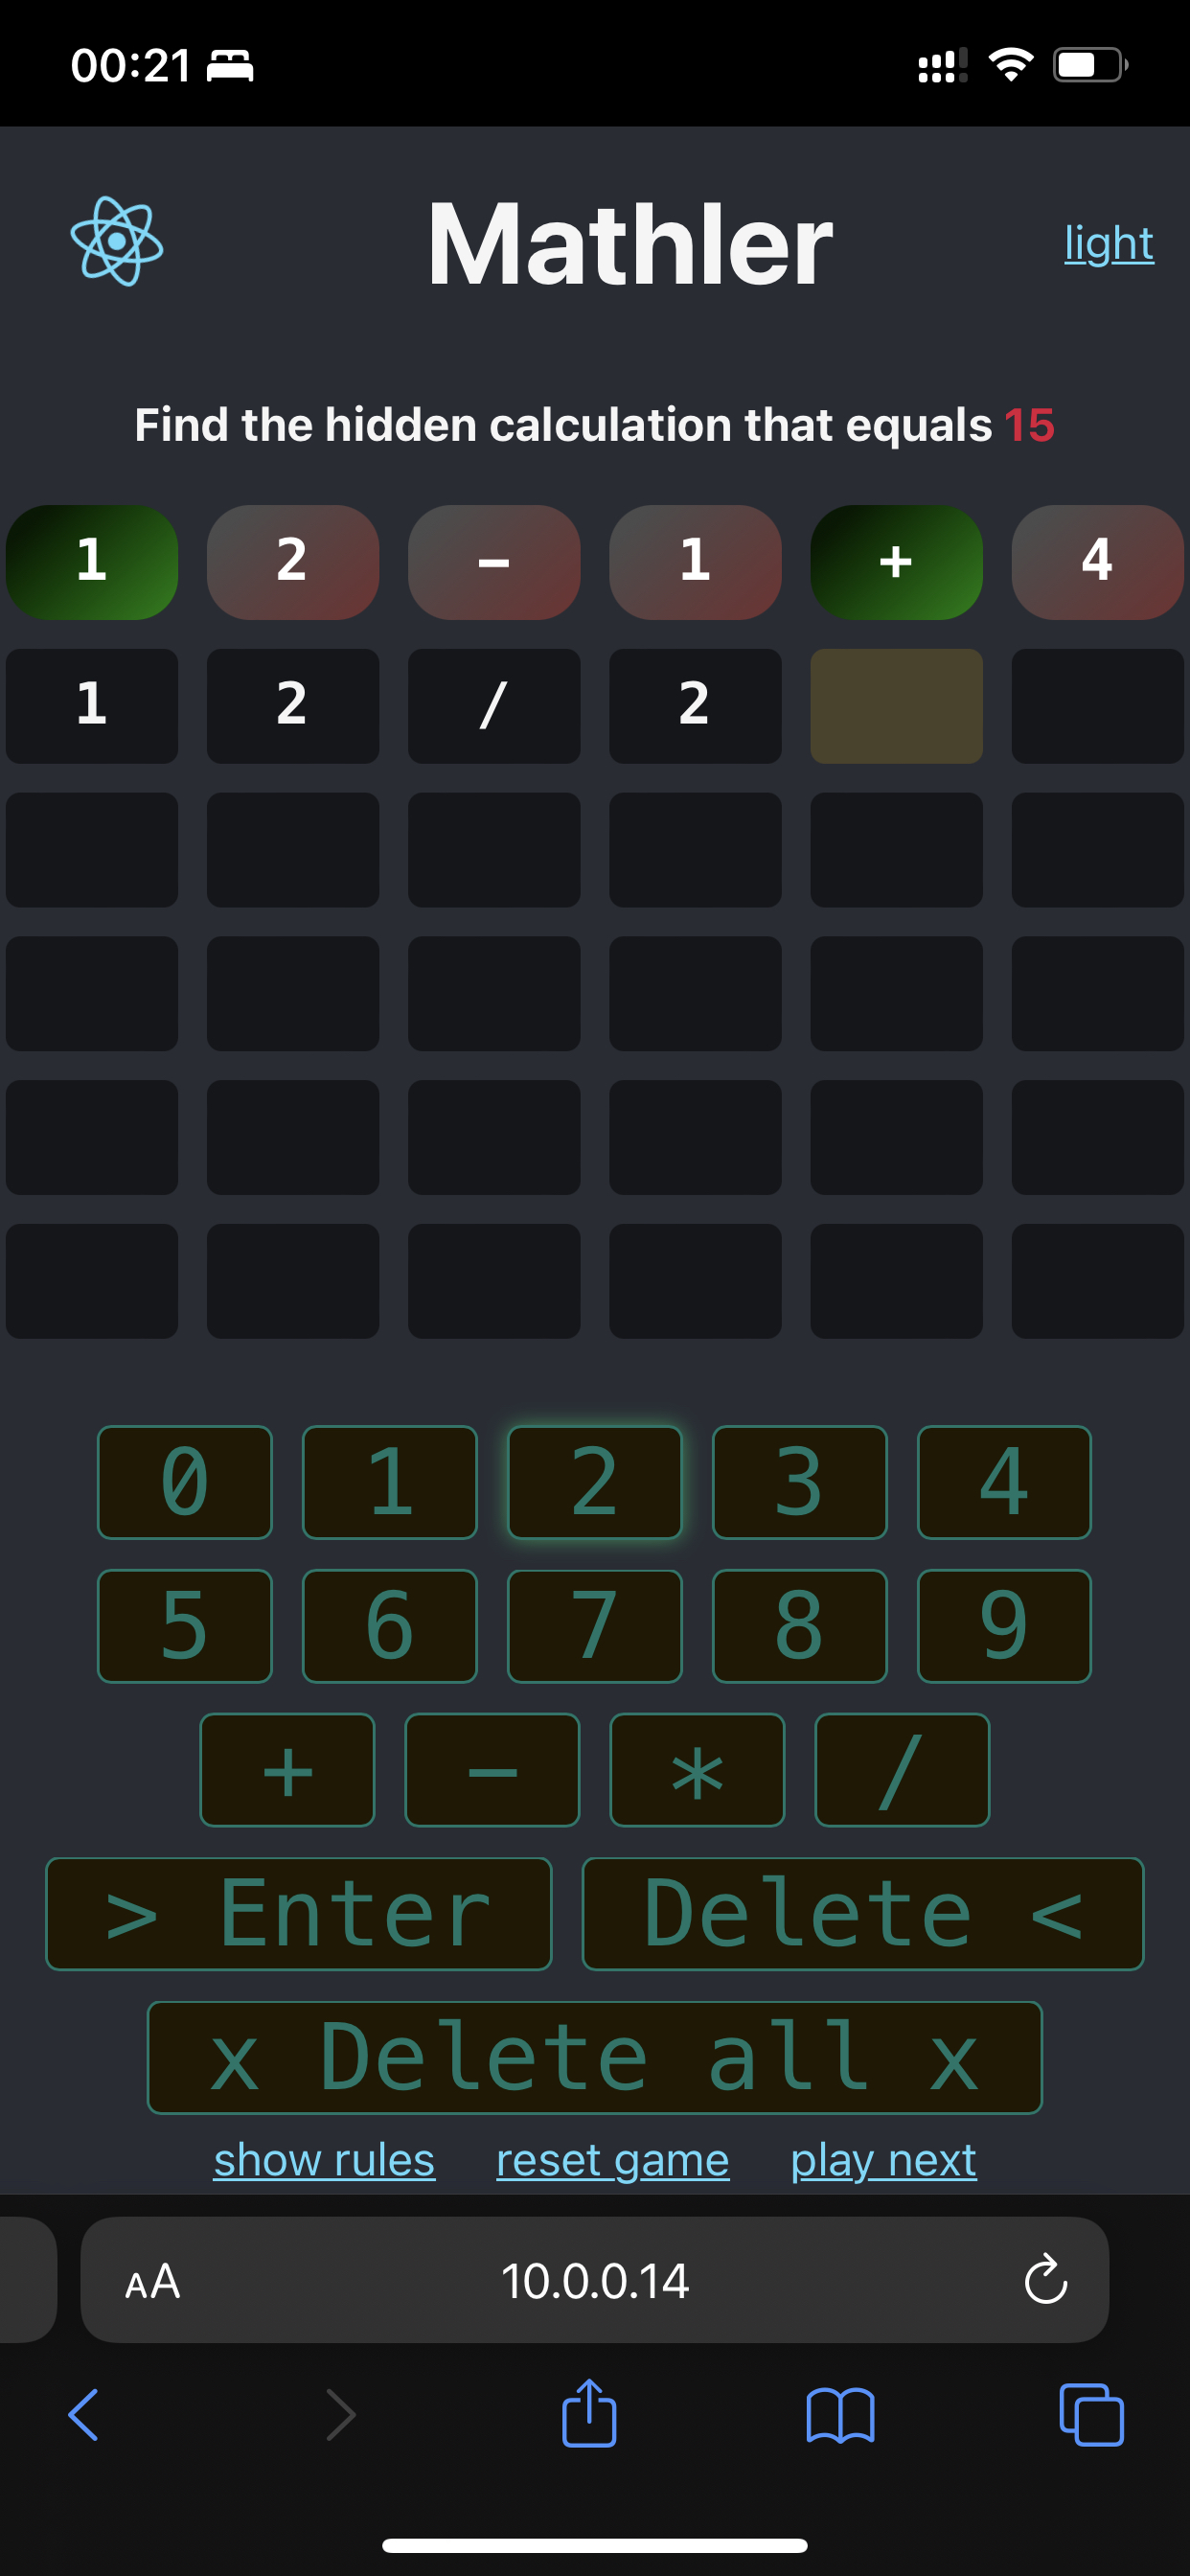 00:21
Mathler
light
Find the hidden calculation that equals 15
1 2 - 1 + 4
1 2 / 2
0 1 2 3 4
5 6 7 8 9
+ - * /
> Enter Delete <
x Delete all x
show rules reset game play next
AA 10.0.0.14